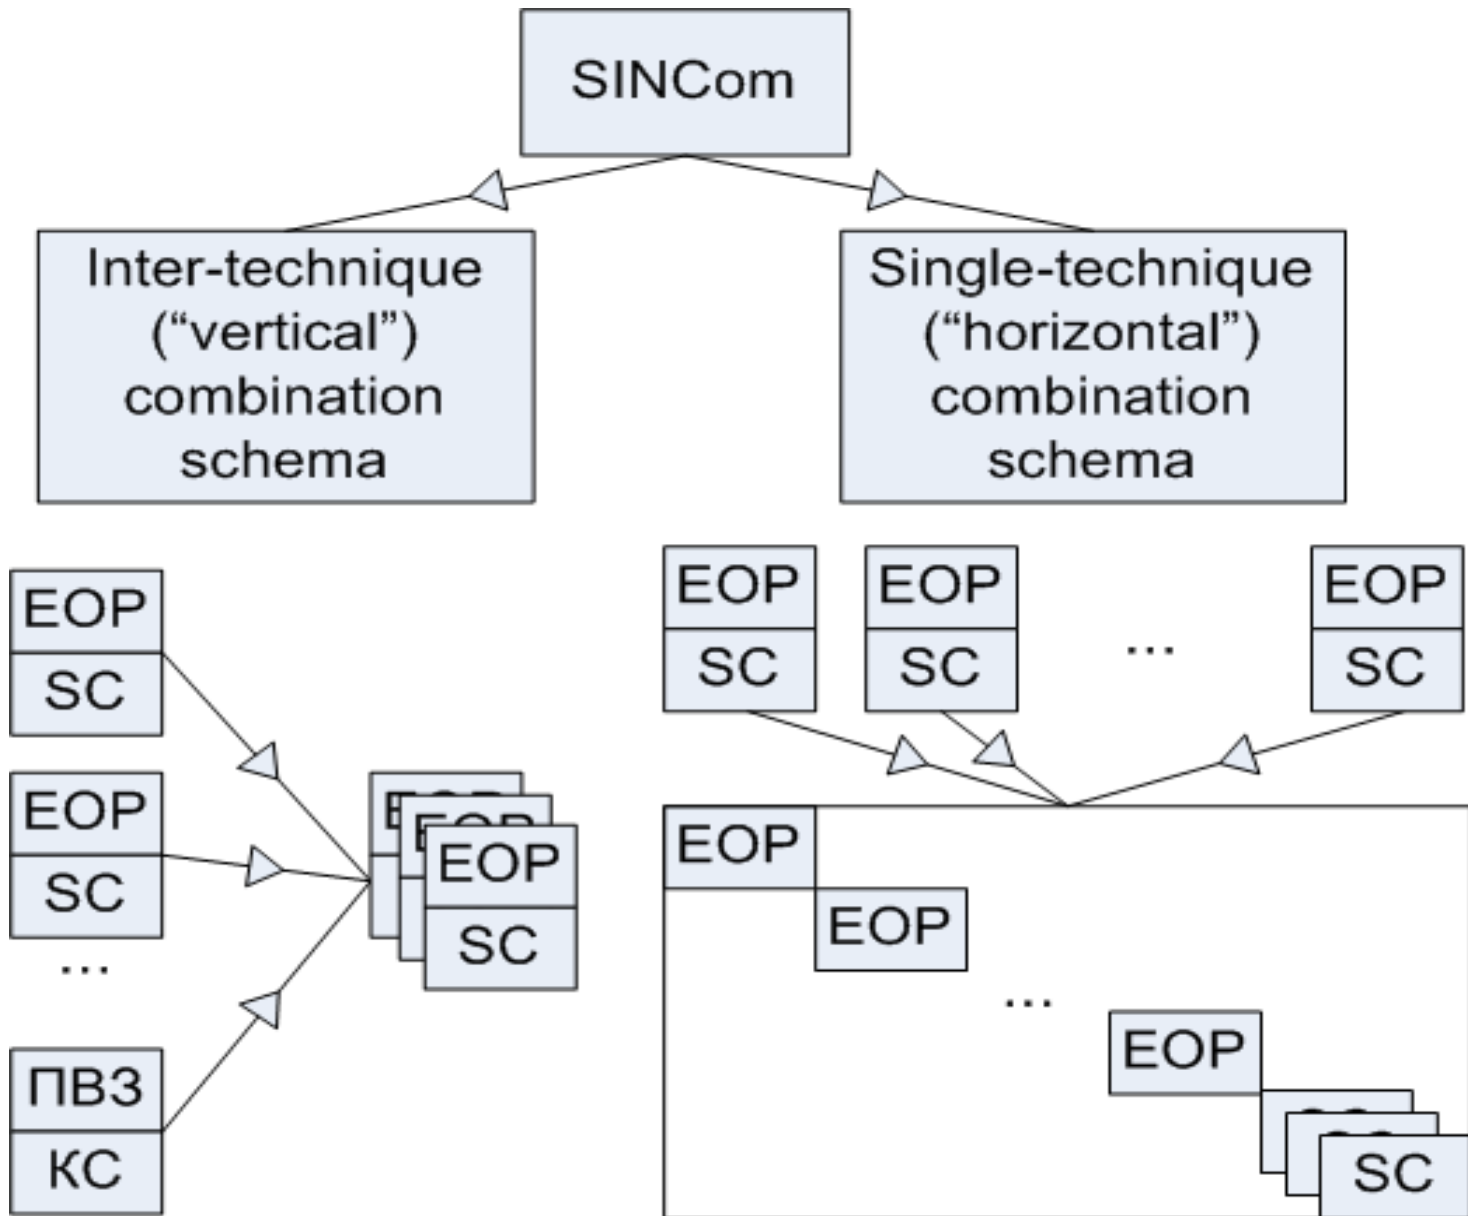 SINCom
Inter-technique
(“vertical”)
combination
schema
Single-technique
(“horizontal”)
combination
schema
EOP
SC
EOP
SC
...
ПВЗ
КС
EOP
EOP
EOP
SC
EOP
SC
EOP
SC
...
EOP
SC
EOP
EOP
...
EOP
SC